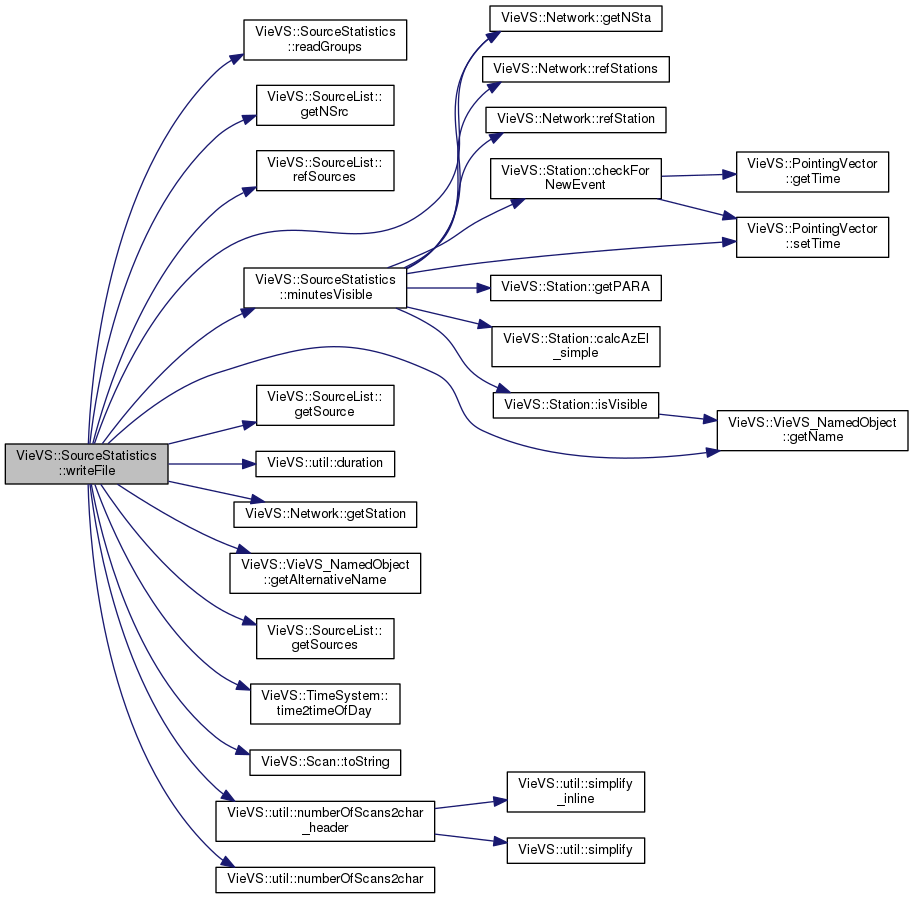 VieVS::SourceStatistics
::writeFile
VieVS::SourceStatistics
::readGroups
VieVS::SourceList::
getNSrc
VieVS::SourceList::
refSources
VieVS::SourceStatistics
::minutesVisible
VieVS::SourceList::
getSource
VieVS::util::duration
VieVS::Network::getStation
VieVS::VieVS_NamedObject
::getAlternativeName
VieVS::SourceList::
getSources
VieVS::TimeSystem::
time2timeOfDay
VieVS::Scan::toString
VieVS::util::numberOfScans2char
_header
VieVS::util::numberOfScans2char
VieVS::Network::getNSta
VieVS::Network::refStations
VieVS::Network::refStation
VieVS::Station::checkFor
NewEvent
VieVS::Station::getPARA
VieVS::Station::calcAzEl
_simple
VieVS::Station::isVisible
VieVS::util::simplify
_inline
VieVS::util::simplify
VieVS::PointingVector
::getTime
VieVS::PointingVector
::setTime
VieVS::VieVS_NamedObject
::getName